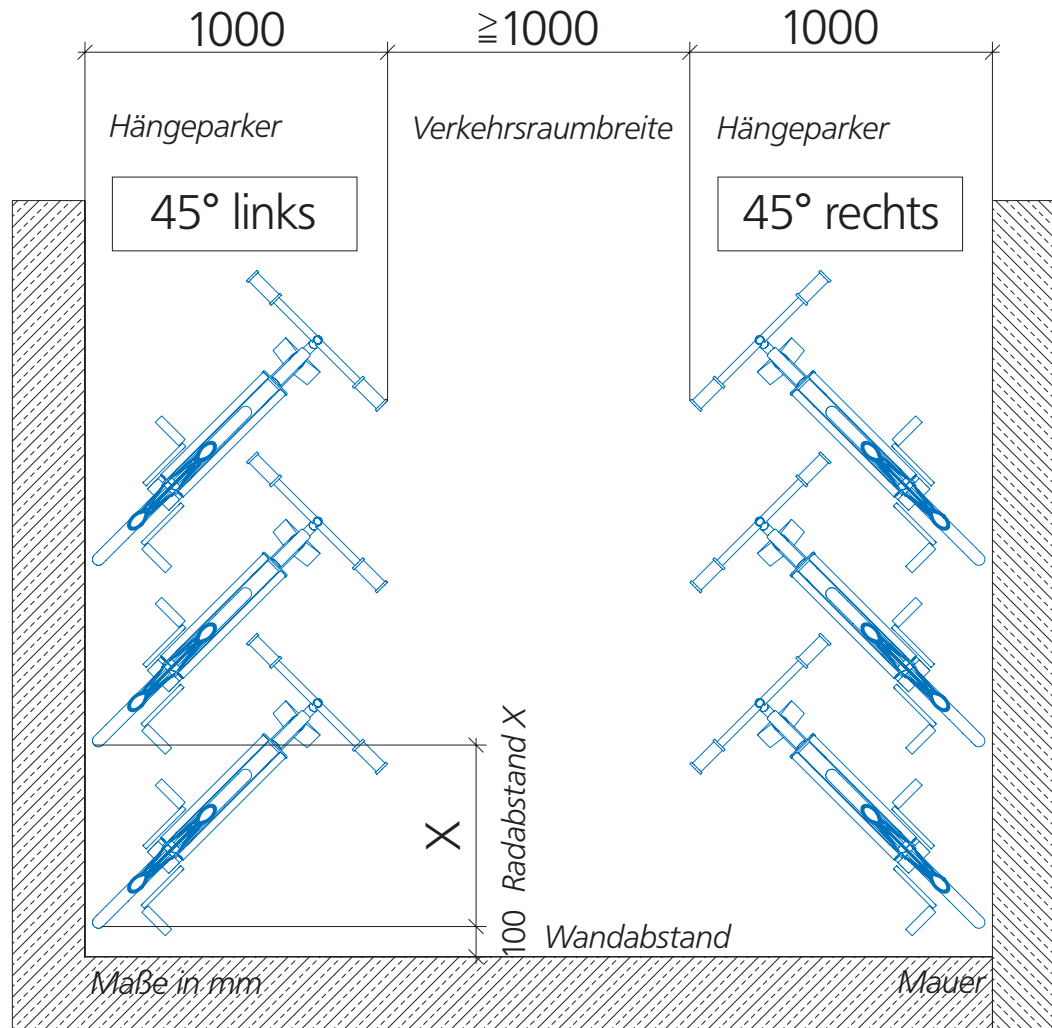 1000 ≧1000 1000
Hängeparker Verkehrsraumbreite Hängeparker
45° links 45° rechts
X
Radabstand X
100
Wandabstand
Maße in mm Mauer